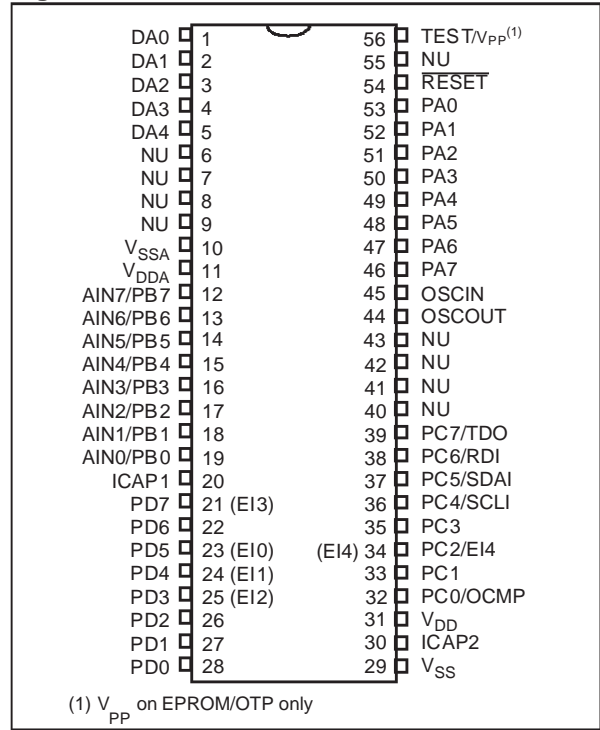 DA0 1 56 TEST/VPP(1)
DA1 2 55 NU
DA2 3 54 RESET
DA3 4 53 PA0
DA4 5 52 PA1
NU 6 51 PA2
NU 7 50 PA3
NU 8 49 PA4
NU 9 48 PA5
VSSA 10 47 PA6
VDDA 11 46 PA7
AIN7/PB7 12 45 OSCIN
AIN6/PB6 13 44 OSCOUT
AIN5/PB5 14 43 NU
AIN4/PB4 15 42 NU
AIN3/PB3 16 41 NU
AIN2/PB2 17 40 NU
AIN1/PB1 18 39 PC7/TDO
AIN0/PB0 19 38 PC6/RDI
ICAP1 20 37 PC5/SDAI
PD7 21 (EI3) 36 PC4/SCLI
PD6 22 35 PC3
PD5 23 (EI0) (EI4) 34 PC2/EI4
PD4 24 (EI1) 33 PC1
PD3 25 (EI2) 32 PC0/OCMP
PD2 26 31 VDD
PD1 27 30 ICAP2
PD0 28 29 VSS
(1) VPP on EPROM/OTP only